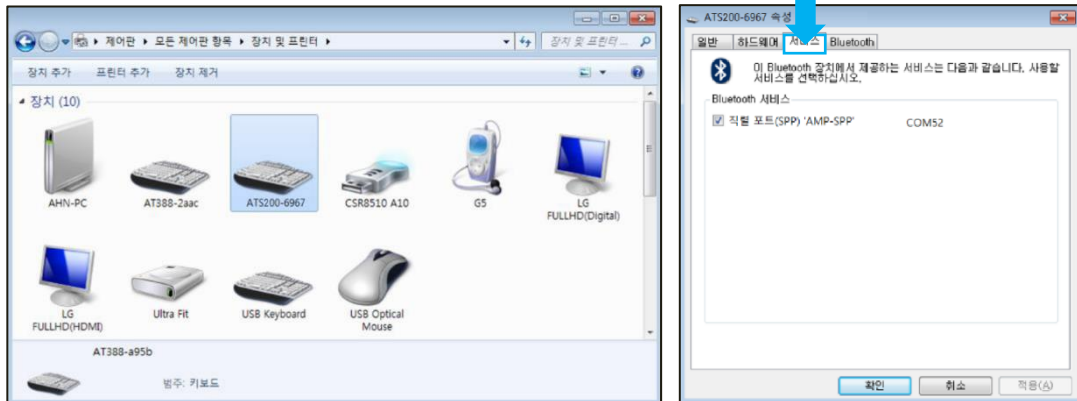 제어판 ▸ 모든 제어판 항목 ▸ 장치 및 프린터 ▸
장치 및 프린터 ...
장치 추가 프린터 추가 장치 제거
장치 (10)
AHN-PC
AT388-2aac
ATS200-6967
CSR8510 A10
G5
LG
FULLHD(Digital)
LG
FULLHD(HDMI)
Ultra Fit
USB Keyboard
USB Optical
Mouse
AT388-a95b
범주: 키보드
ATS200-6967 속성
일반 하드웨어 서비스 Bluetooth
이 Bluetooth 장치에서 제공하는 서비스는 다음과 같습니다. 사용할
서비스를 선택하십시오.
Bluetooth 서비스
직렬 포트(SPP) 'AMP-SPP' COM52
확인 취소 적용(A)